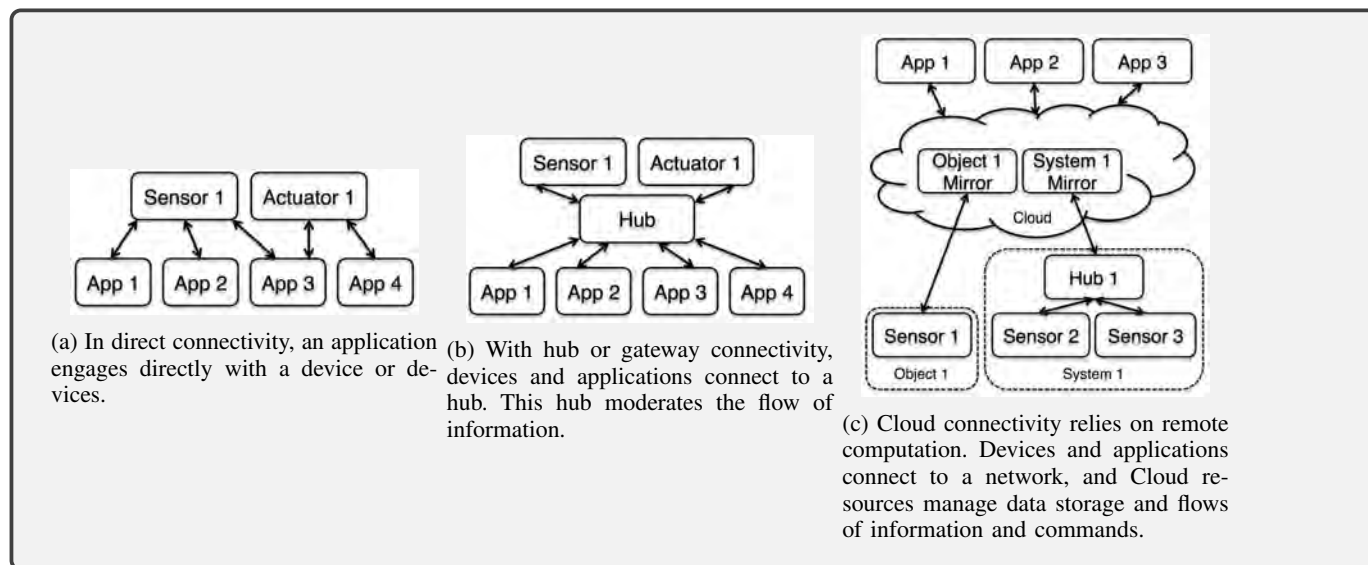 Sensor 1
Actuator 1
App 1
App 2
App 3
App 4
(a) In direct connectivity, an application
engages directly with a device or de-
vices.
Sensor 1
Actuator 1
Hub
App 1
App 2
App 3
App 4
(b) With hub or gateway connectivity,
devices and applications connect to a
hub. This hub moderates the flow of
information.
App 1
App 2
App 3
Object 1
Mirror
System 1
Mirror
Cloud
Hub 1
Sensor 1
Sensor 2
Sensor 3
Object 1
System 1
(c) Cloud connectivity relies on remote
computation. Devices and applications
connect to a network, and Cloud re-
sources manage data storage and flows
of information and commands.